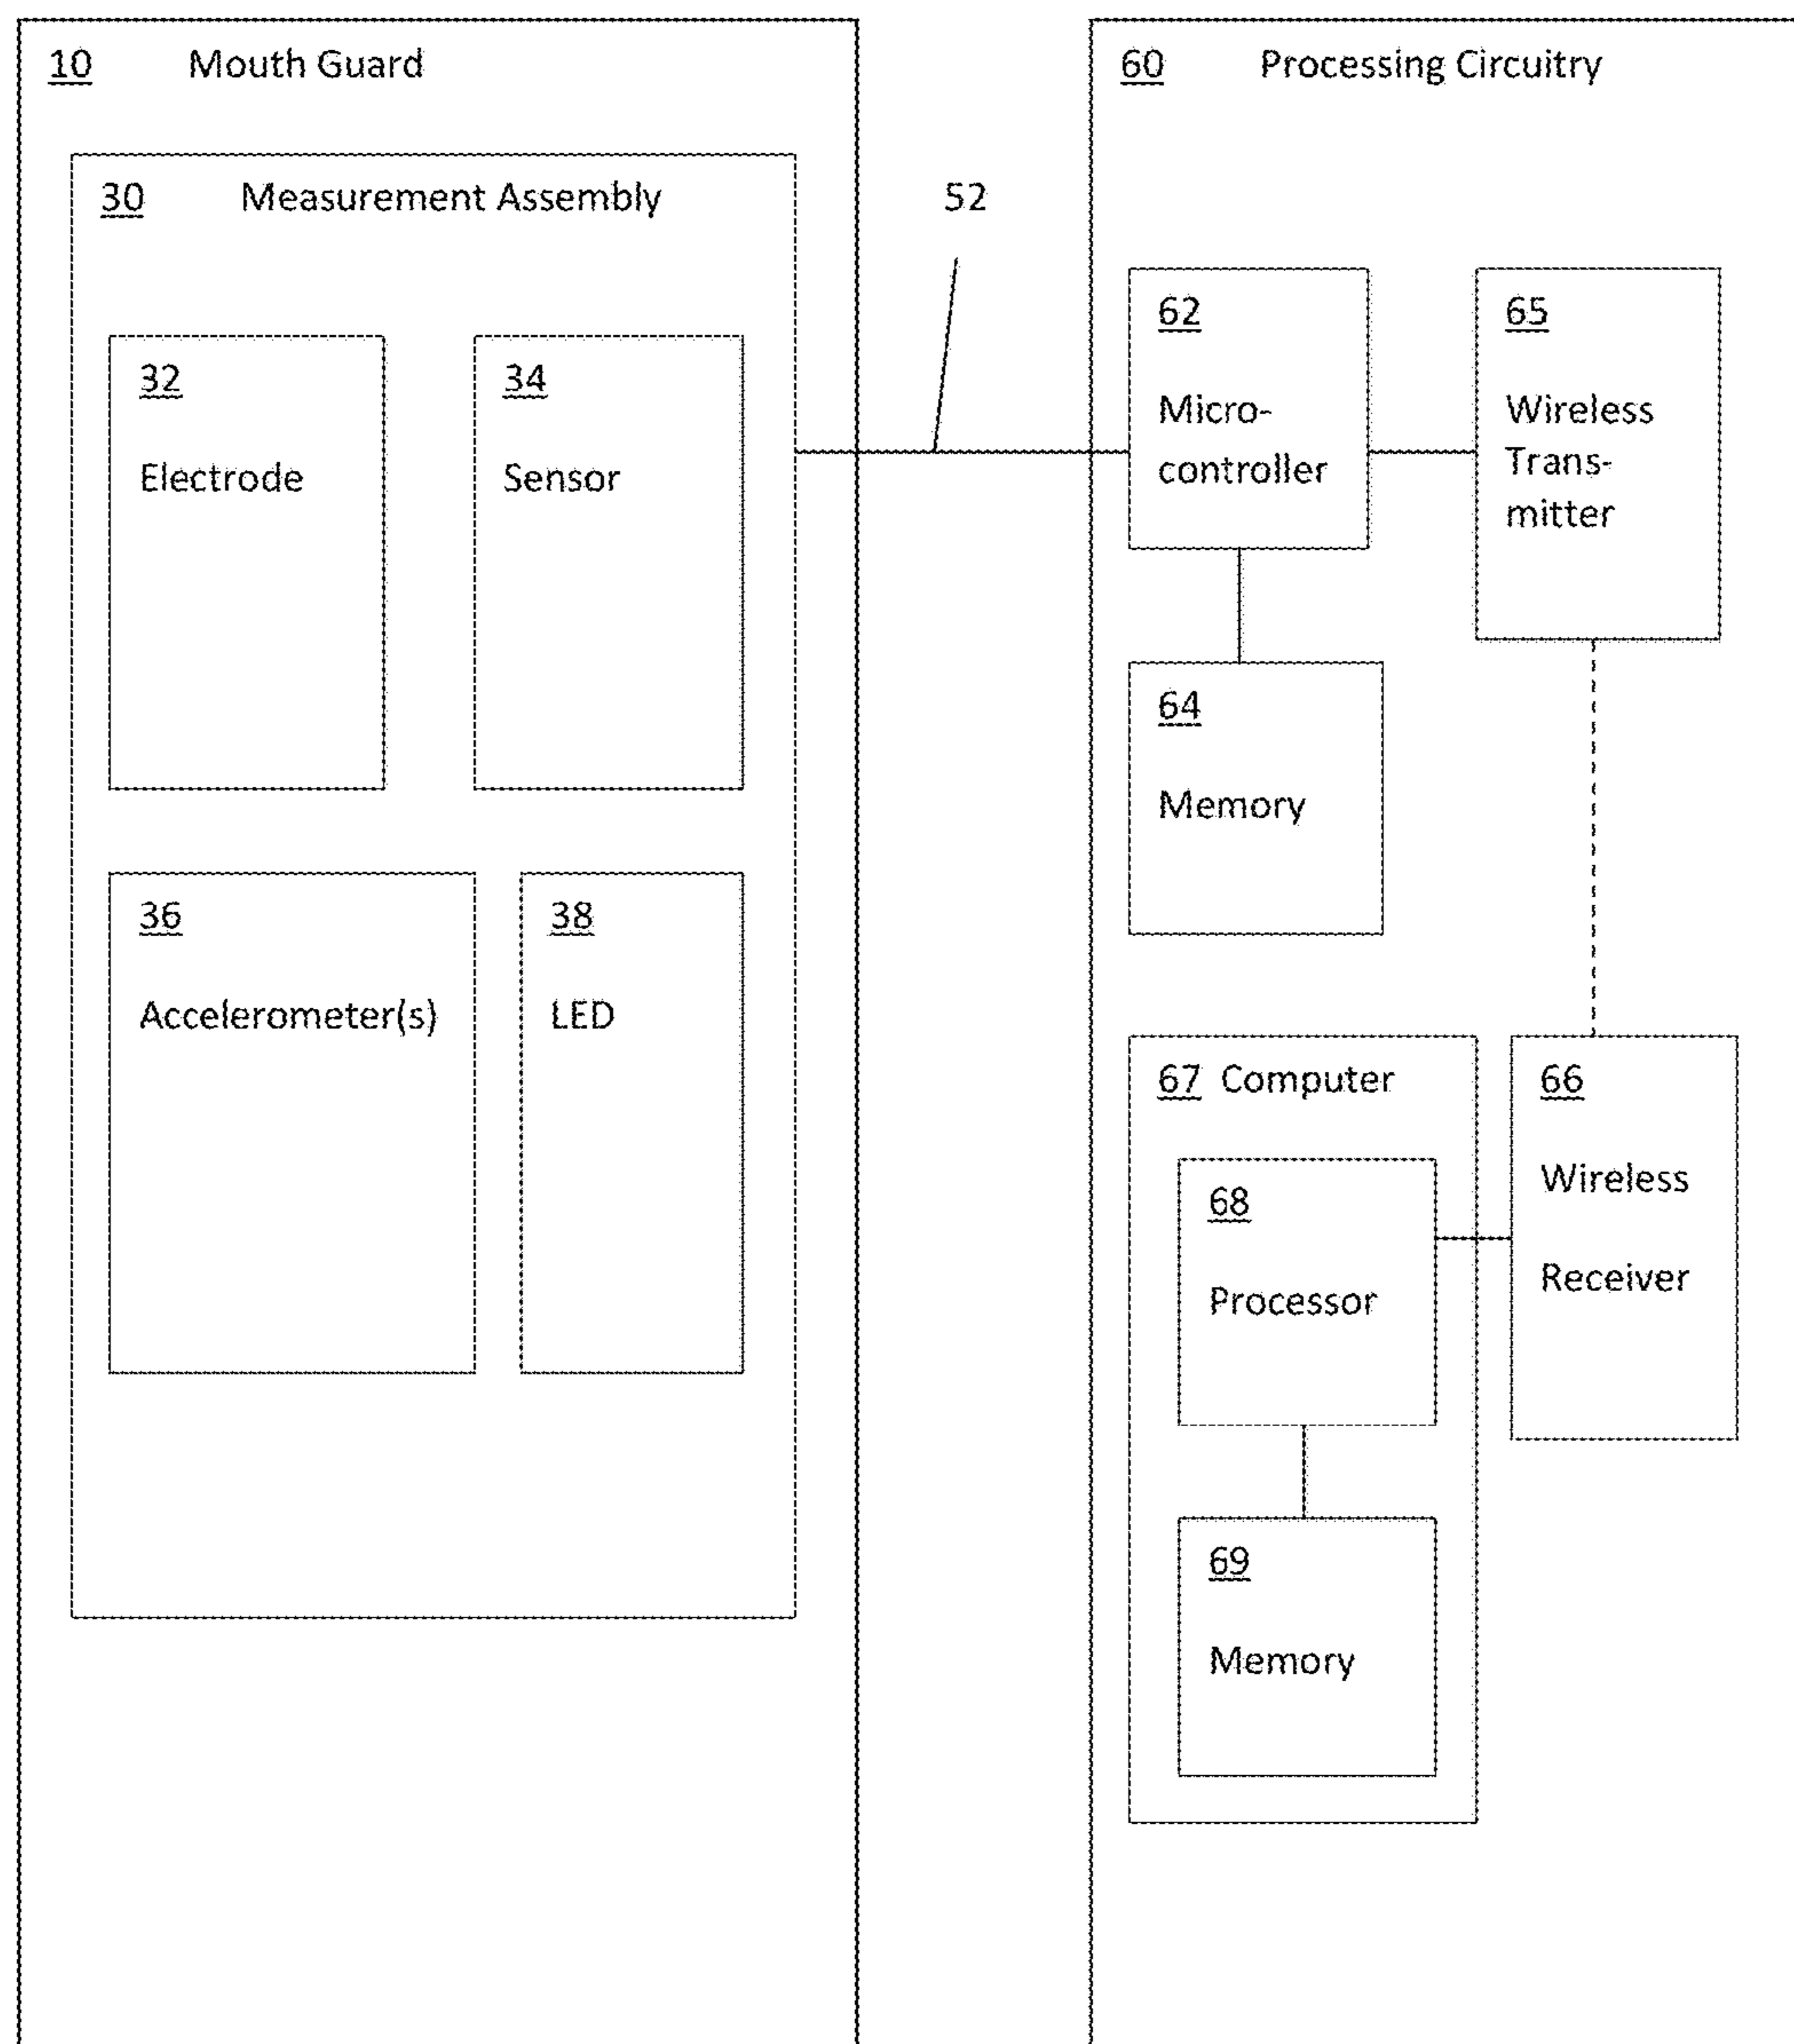 10 Mouth Guard
30 Measurement Assembly
32
Electrode
34
Sensor
36
Accelerometer(s)
38
LED
52
60 Processing Circuitry
62
Micro-
controller
65
Wireless
Trans-
mitter
64
Memory
67 Computer
68
Processor
69
Memory
66
Wireless
Receiver